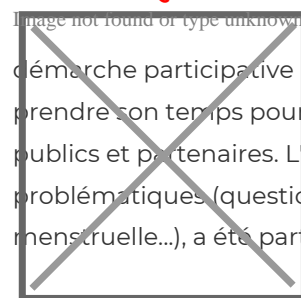 Image not found or type unknown
démarche participative
prendre son temps pour
publics et partenaires. L'
problématiques (questio
menstruelle...), a été par